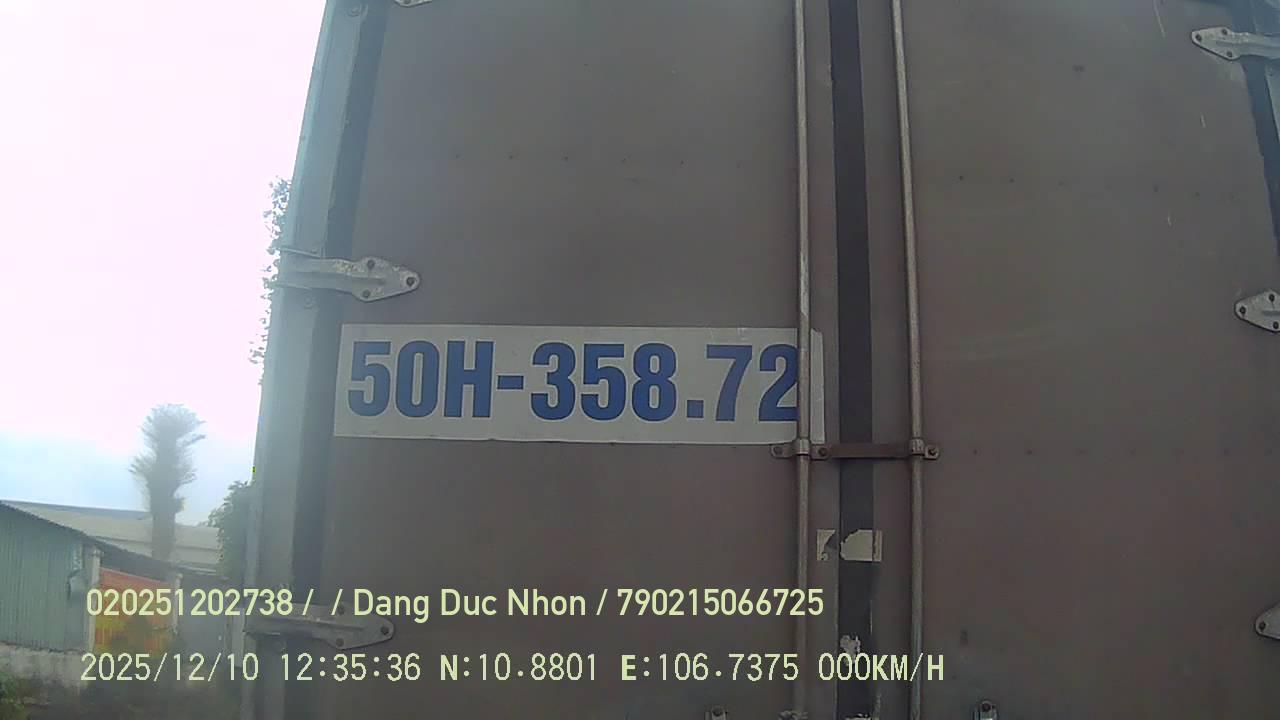 50H-358.72
020251202738 / / Dang Duc Nhon / 790215066725
2025/12/10 12:35:36 N:10.8801 E:106.7375 000KM/H